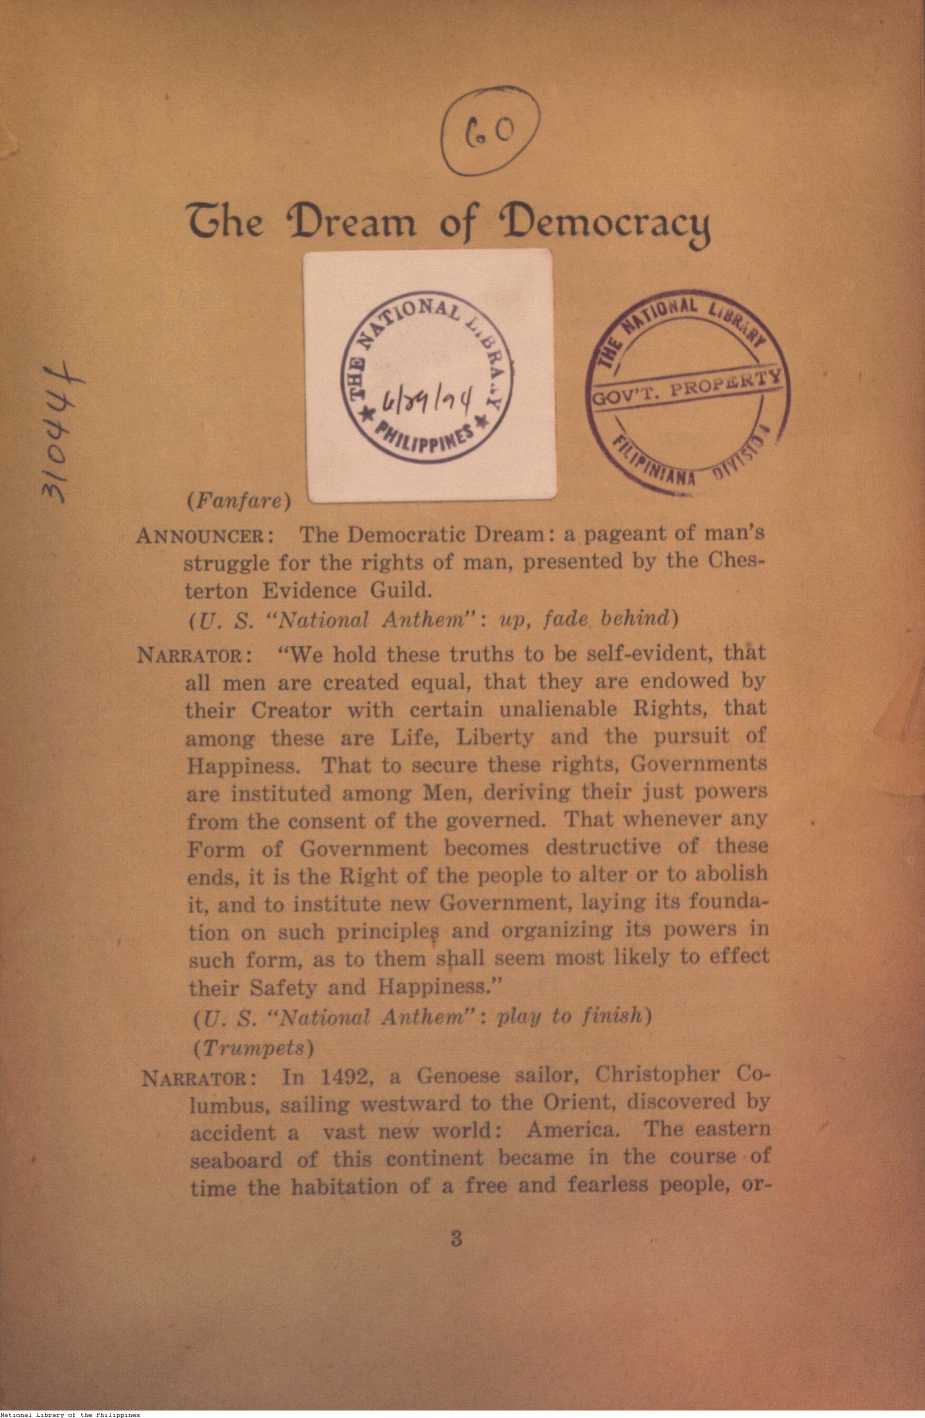 60
The Dream of Democracy
THE NATIONAL LIBRARY
6/29/94
PHILIPPINES
THE NATIONAL LIBRARY
GOV'T. PROPERTY
FILIPINIANA DIVISION
31044f
(Fanfare)
ANNOUNCER: The Democratic Dream: a pageant of man's
struggle for the rights of man, presented by the Ches-
terton Evidence Guild.
(U. S. "National Anthem": up, fade behind)
NARRATOR: "We hold these truths to be self-evident, that
all men are created equal, that they are endowed by
their Creator with certain unalienable Rights, that
among these are Life, Liberty and the pursuit of
Happiness. That to secure these rights, Governments
are instituted among Men, deriving their just powers
from the consent of the governed. That whenever any
Form of Government becomes destructive of these
ends, it is the Right of the people to alter or to abolish
it, and to institute new Government, laying its founda-
tion on such principles and organizing its powers in
such form, as to them shall seem most likely to effect
their Safety and Happiness."
(U. S. "National Anthem": play to finish)
(Trumpets)
NARRATOR: In 1492, a Genoese sailor, Christopher Co-
lumbus, sailing westward to the Orient, discovered by
accident a vast new world: America. The eastern
seaboard of this continent became in the course of
time the habitation of a free and fearless people, or-
3
National Library of the Philippines